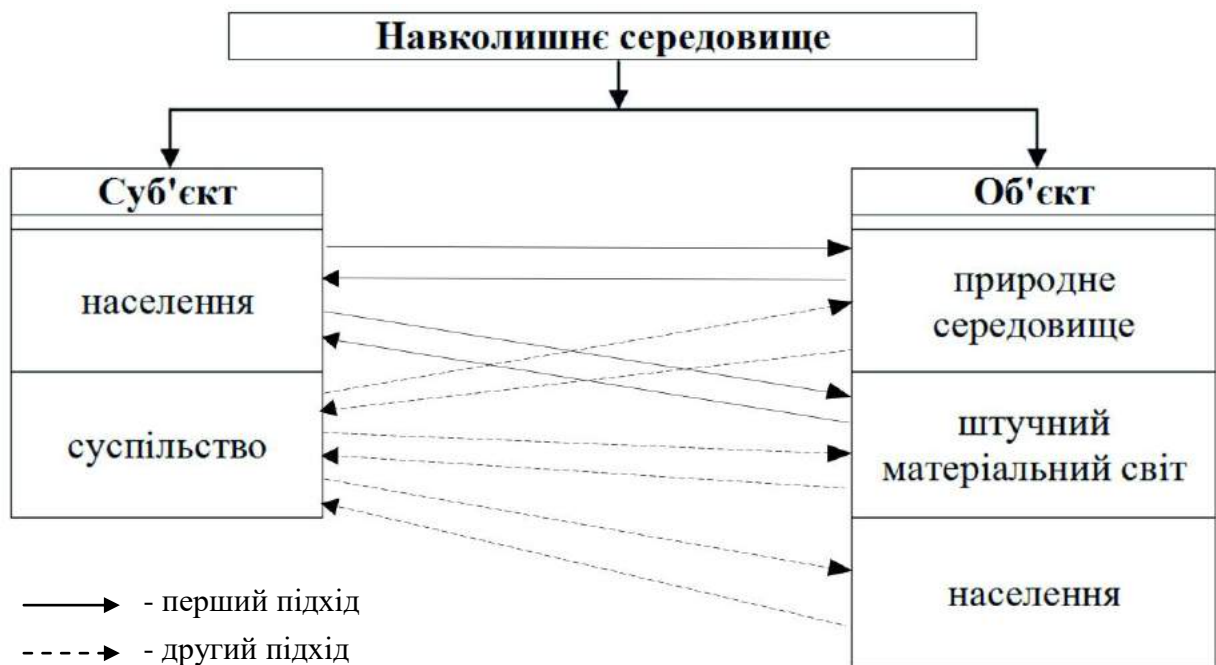 Навколишнє середовище
Суб'єкт
населення
суспільство
Об'єкт
природне
середовище
штучний
матеріальний світ
населення
- перший підхід
- другий підхід